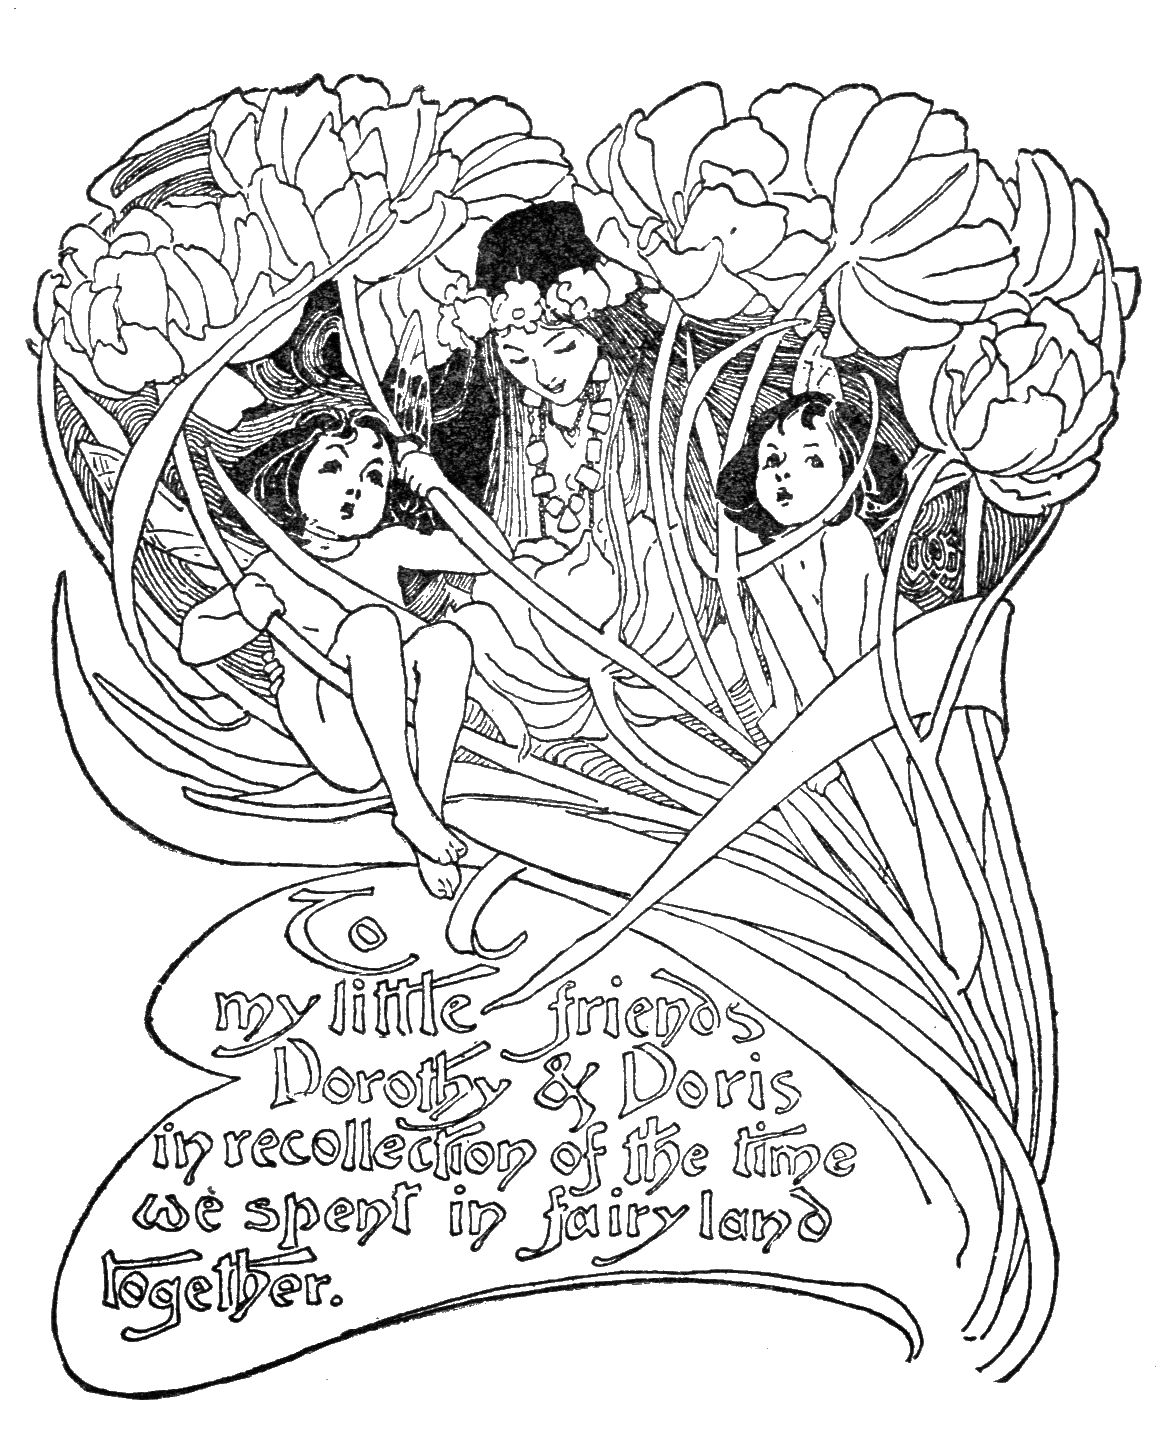 To
my little friends
Dorothy & Doris
in recollection of the time
we spent in fairyland
together.